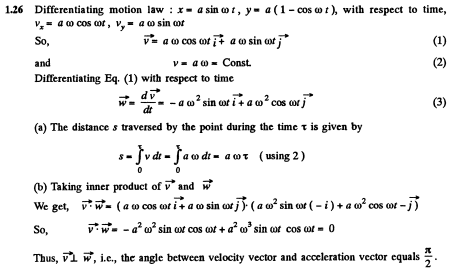 1.26 Differentiating motion law : x = a sin ω t , y = a ( 1 - cos ω t ), with respect to time,
v_x = a ω cos ωt , v_y = a ω sin ωt
So, v⃗ = a ω cos ωt i⃗ + a ω sin ωt j⃗ (1)
and v = a ω = Const. (2)
Differentiating Eq. (1) with respect to time
w⃗ = d v⃗ / dt = - a ω² sin ωt i⃗ + a ω² cos ωt j⃗ (3)
(a) The distance s traversed by the point during the time τ is given by
s = ∫₀^τ v dt = ∫₀^τ a ω dt = a ω τ ( using 2 )
(b) Taking inner product of v⃗ and w⃗
We get, v⃗ · w⃗ = ( a ω cos ωt i⃗ + a ω sin ωt j⃗ ) · ( a ω² sin ωt ( - i ) + a ω² cos ωt - j⃗ )
So, v⃗ · w⃗ = - a² ω² sin ωt cos ωt + a² ω³ sin ωt cos ωt = 0
Thus, v⃗ ⊥ w⃗, i.e., the angle between velocity vector and acceleration vector equals π/2 .